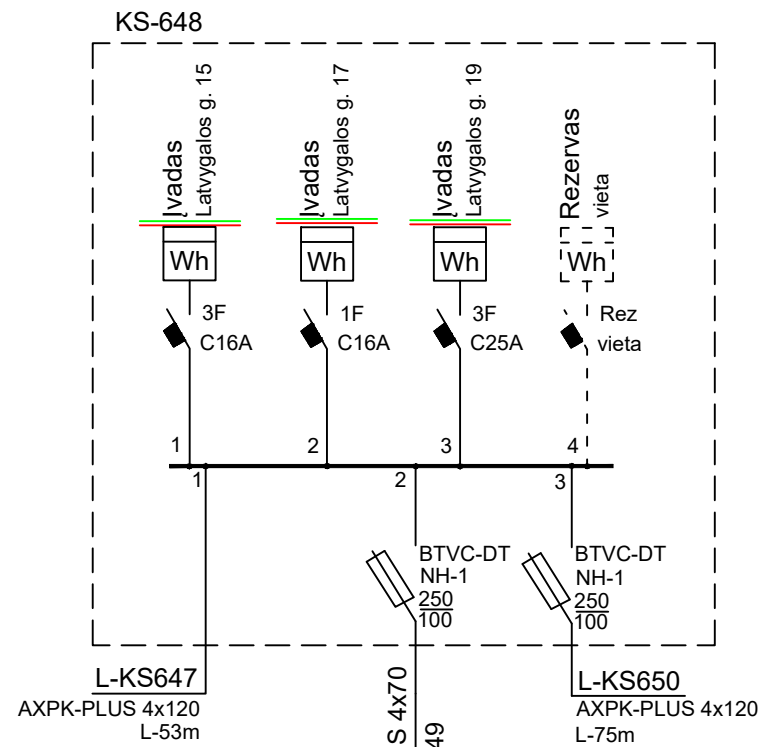 KS-648
Įvadas
Latvygalos g. 15
Įvadas
Latvygalos g. 17
Įvadas
Latvygalos g. 19
Rezervas
vieta
Wh
Wh
Wh
Wh
3F
C16A
1F
C16A
3F
C25A
Rez
vieta
1
2
3
4
1
2
3
BTVC-DT
NH-1
250
100
BTVC-DT
NH-1
250
100
L-KS647
AXPK-PLUS 4x120
L-53m
S 4x70
49
L-KS650
AXPK-PLUS 4x120
L-75m